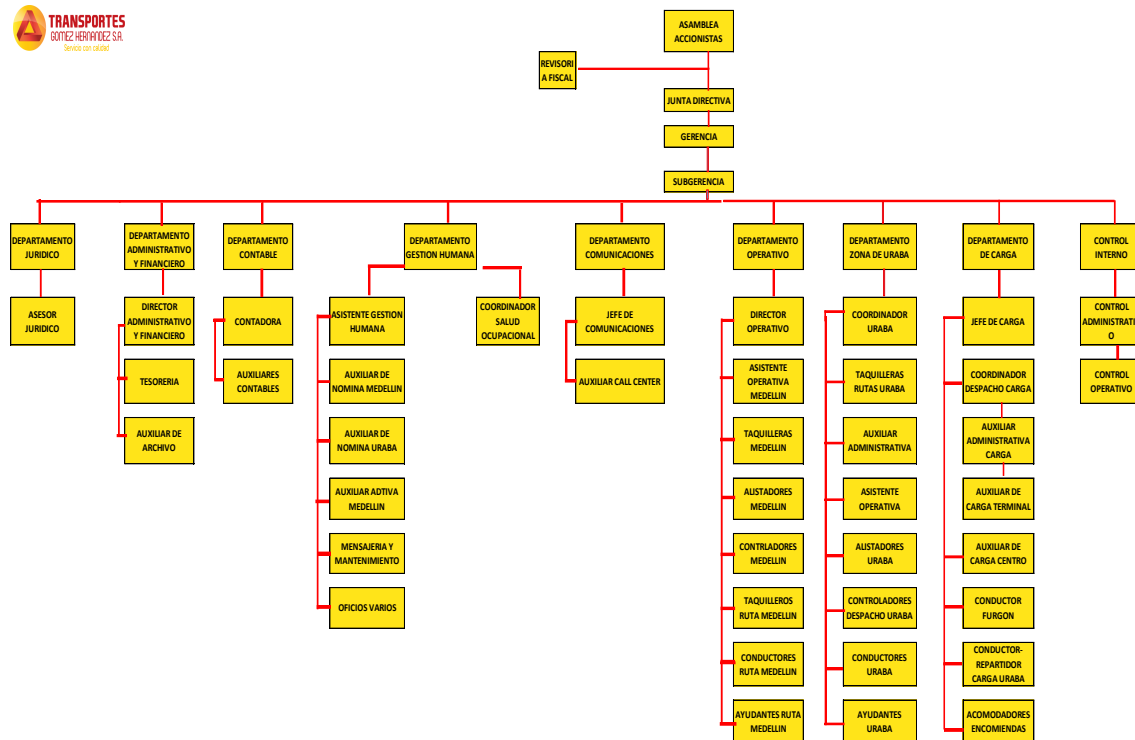 TRANSPORTES
GOMEZ HERNANDEZ S.A.
Servicio con calidad
ASAMBLEA
ACCIONISTAS
REVISORI
A FISCAL
JUNTA DIRECTIVA
GERENCIA
SUBGERENCIA
DEPARTAMENTO
JURIDICO
DEPARTAMENTO
ADMINISTRATIVO
Y FINANCIERO
DEPARTAMENTO
CONTABLE
DEPARTAMENTO
GESTION HUMANA
DEPARTAMENTO
COMUNICACIONES
DEPARTAMENTO
OPERATIVO
DEPARTAMENTO
ZONA DE URABA
DEPARTAMENTO
DE CARGA
CONTROL
INTERNO
ASESOR
JURIDICO
DIRECTOR
ADMINISTRATIVO
Y FINANCIERO
CONTADORA
ASISTENTE GESTION
HUMANA
COORDINADOR
SALUD
OCUPACIONAL
JEFE DE
COMUNICACIONES
DIRECTOR
OPERATIVO
COORDINADOR
URABA
JEFE DE CARGA
CONTROL
ADMINISTRATIV
O
TESORERIA
AUXILIARES
CONTABLES
AUXILIAR DE
NOMINA MEDELLIN
AUXILIAR CALL CENTER
ASISTENTE
OPERATIVA
MEDELLIN
TAQUILLERAS
RUTAS URABA
COORDINADOR
DESPACHO CARGA
CONTROL
OPERATIVO
AUXILIAR DE
ARCHIVO
AUXILIAR DE
NOMINA URABA
TAQUILLERAS
MEDELLIN
AUXILIAR
ADMINISTRATIVA
AUXILIAR
ADMINISTRATIVA
CARGA
AUXILIAR ADTIVA
MEDELLIN
ALISTADORES
MEDELLIN
ASISTENTE
OPERATIVA
AUXILIAR DE
CARGA TERMINAL
MENSAJERIA Y
MANTENIMIENTO
CONTRLADORES
MEDELLIN
ALISTADORES
URABA
AUXILIAR DE
CARGA CENTRO
OFICIOS VARIOS
TAQUILLEROS
RUTA MEDELLIN
CONTROLADORES
DESPACHO URABA
CONDUCTOR
FURGON
CONDUCTORES
RUTA MEDELLIN
CONDUCTORES
URABA
CONDUCTOR-
REPARTIDOR
CARGA URABA
AYUDANTES RUTA
MEDELLIN
AYUDANTES
URABA
ACOMODADORES
ENCOMIENDAS